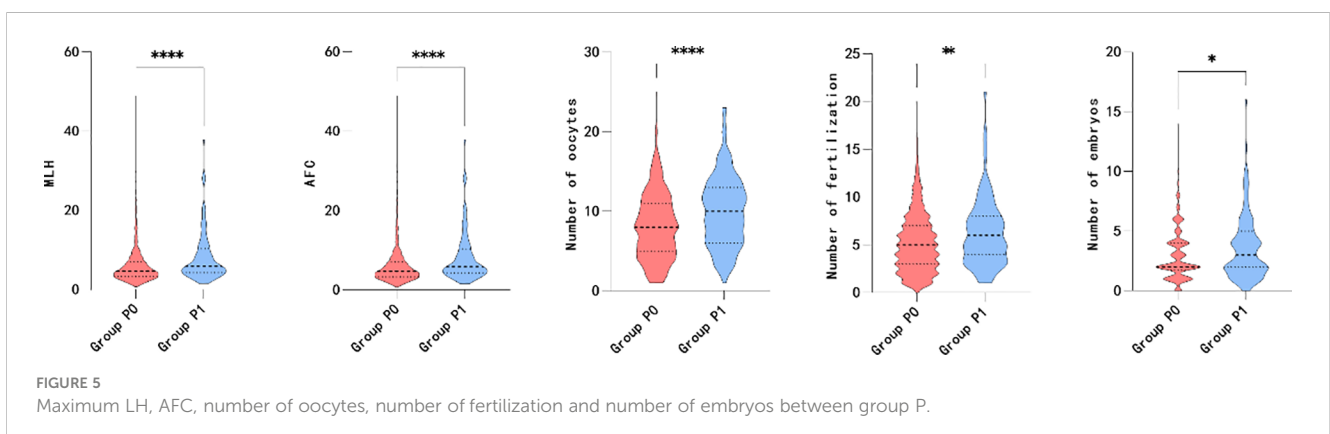 60
40
20
0
MLH
****
Group P0
Group P1
60
40
20
0
AFC
****
Group P0
Group P1
30
20
10
0
Number of oocytes
****
Group P0
Group P1
25
20
15
10
5
0
Number of fertilization
**
Group P0
Group P1
20
15
10
5
0
Number of embryos
*
Group P0
Group P1
FIGURE 5
Maximum LH, AFC, number of oocytes, number of fertilization and number of embryos between group P.